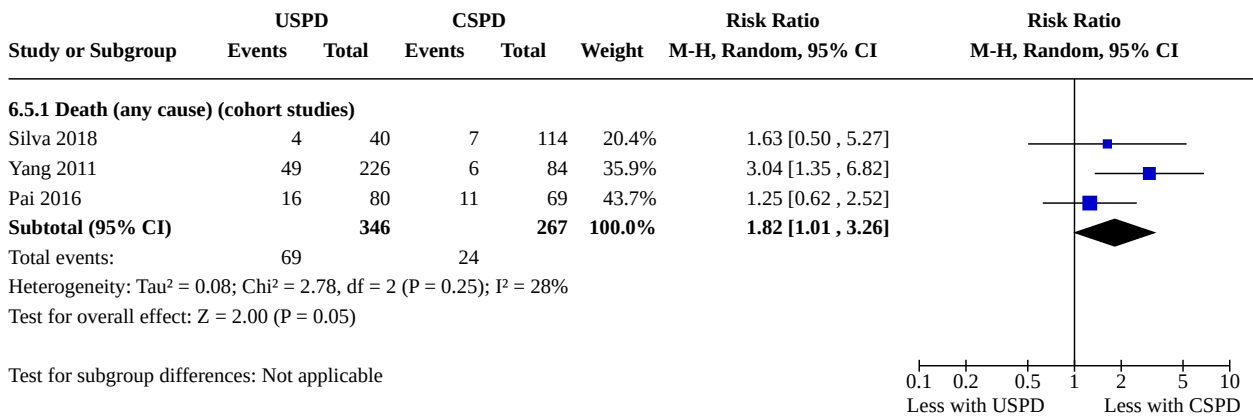 USPD CSPD Risk Ratio Risk Ratio
Study or Subgroup Events Total Events Total Weight M-H, Random, 95% CI M-H, Random, 95% CI
6.5.1 Death (any cause) (cohort studies)
Silva 2018 4 40 7 114 20.4% 1.63 [0.50 , 5.27]
Yang 2011 49 226 6 84 35.9% 3.04 [1.35 , 6.82]
Pai 2016 16 80 11 69 43.7% 1.25 [0.62 , 2.52]
Subtotal (95% CI) 346 267 100.0% 1.82 [1.01 , 3.26]
Total events: 69 24
Heterogeneity: Tau² = 0.08; Chi² = 2.78, df = 2 (P = 0.25); I² = 28%
Test for overall effect: Z = 2.00 (P = 0.05)
Test for subgroup differences: Not applicable
0.1 0.2 0.5 1 2 5 10
Less with USPD Less with CSPD